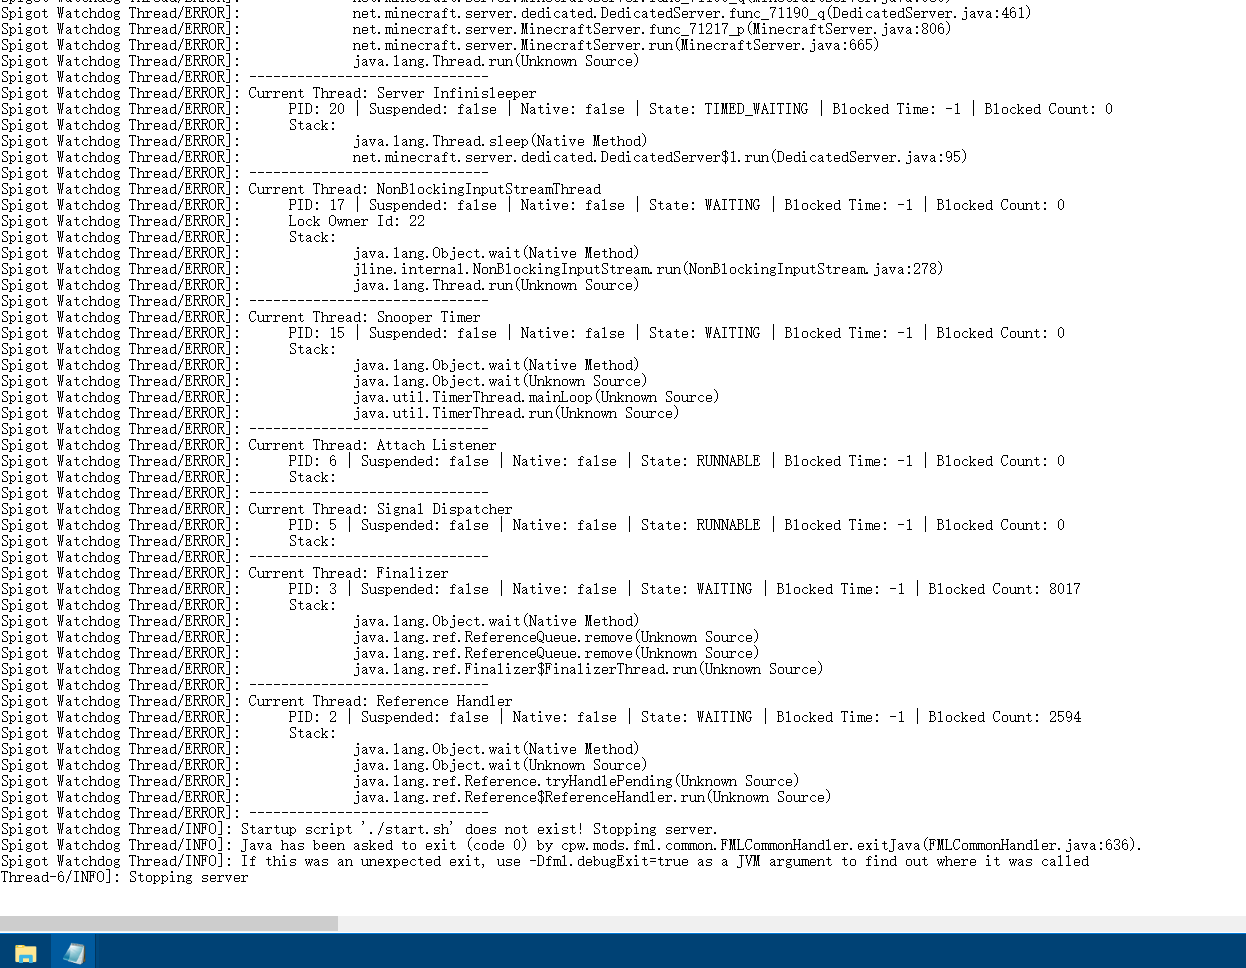 Spigot Watchdog Thread/ERROR]: net.minecraft.server.dedicated.DedicatedServer.func_71190_q(DedicatedServer.java:461)
Spigot Watchdog Thread/ERROR]: net.minecraft.server.MinecraftServer.func_71217_p(MinecraftServer.java:806)
Spigot Watchdog Thread/ERROR]: net.minecraft.server.MinecraftServer.run(MinecraftServer.java:665)
Spigot Watchdog Thread/ERROR]: java.lang.Thread.run(Unknown Source)
Spigot Watchdog Thread/ERROR]: ------------------------------
Spigot Watchdog Thread/ERROR]: Current Thread: Server Infinisleeper
Spigot Watchdog Thread/ERROR]: PID: 20 | Suspended: false | Native: false | State: TIMED_WAITING | Blocked Time: -1 | Blocked Count: 0
Spigot Watchdog Thread/ERROR]: Stack:
Spigot Watchdog Thread/ERROR]: java.lang.Thread.sleep(Native Method)
Spigot Watchdog Thread/ERROR]: net.minecraft.server.dedicated.DedicatedServer$1.run(DedicatedServer.java:95)
Spigot Watchdog Thread/ERROR]: ------------------------------
Spigot Watchdog Thread/ERROR]: Current Thread: NonBlockingInputStreamThread
Spigot Watchdog Thread/ERROR]: PID: 17 | Suspended: false | Native: false | State: WAITING | Blocked Time: -1 | Blocked Count: 0
Spigot Watchdog Thread/ERROR]: Lock Owner Id: 22
Spigot Watchdog Thread/ERROR]: Stack:
Spigot Watchdog Thread/ERROR]: java.lang.Object.wait(Native Method)
Spigot Watchdog Thread/ERROR]: jline.internal.NonBlockingInputStream.run(NonBlockingInputStream.java:278)
Spigot Watchdog Thread/ERROR]: java.lang.Thread.run(Unknown Source)
Spigot Watchdog Thread/ERROR]: ------------------------------
Spigot Watchdog Thread/ERROR]: Current Thread: Snooper Timer
Spigot Watchdog Thread/ERROR]: PID: 15 | Suspended: false | Native: false | State: WAITING | Blocked Time: -1 | Blocked Count: 0
Spigot Watchdog Thread/ERROR]: Stack:
Spigot Watchdog Thread/ERROR]: java.lang.Object.wait(Native Method)
Spigot Watchdog Thread/ERROR]: java.lang.Object.wait(Unknown Source)
Spigot Watchdog Thread/ERROR]: java.util.TimerThread.mainLoop(Unknown Source)
Spigot Watchdog Thread/ERROR]: java.util.TimerThread.run(Unknown Source)
Spigot Watchdog Thread/ERROR]: ------------------------------
Spigot Watchdog Thread/ERROR]: Current Thread: Attach Listener
Spigot Watchdog Thread/ERROR]: PID: 6 | Suspended: false | Native: false | State: RUNNABLE | Blocked Time: -1 | Blocked Count: 0
Spigot Watchdog Thread/ERROR]: Stack:
Spigot Watchdog Thread/ERROR]: ------------------------------
Spigot Watchdog Thread/ERROR]: Current Thread: Signal Dispatcher
Spigot Watchdog Thread/ERROR]: PID: 5 | Suspended: false | Native: false | State: RUNNABLE | Blocked Time: -1 | Blocked Count: 0
Spigot Watchdog Thread/ERROR]: Stack:
Spigot Watchdog Thread/ERROR]: ------------------------------
Spigot Watchdog Thread/ERROR]: Current Thread: Finalizer
Spigot Watchdog Thread/ERROR]: PID: 3 | Suspended: false | Native: false | State: WAITING | Blocked Time: -1 | Blocked Count: 8017
Spigot Watchdog Thread/ERROR]: Stack:
Spigot Watchdog Thread/ERROR]: java.lang.Object.wait(Native Method)
Spigot Watchdog Thread/ERROR]: java.lang.ref.ReferenceQueue.remove(Unknown Source)
Spigot Watchdog Thread/ERROR]: java.lang.ref.ReferenceQueue.remove(Unknown Source)
Spigot Watchdog Thread/ERROR]: java.lang.ref.Finalizer$FinalizerThread.run(Unknown Source)
Spigot Watchdog Thread/ERROR]: ------------------------------
Spigot Watchdog Thread/ERROR]: Current Thread: Reference Handler
Spigot Watchdog Thread/ERROR]: PID: 2 | Suspended: false | Native: false | State: WAITING | Blocked Time: -1 | Blocked Count: 2594
Spigot Watchdog Thread/ERROR]: Stack:
Spigot Watchdog Thread/ERROR]: java.lang.Object.wait(Native Method)
Spigot Watchdog Thread/ERROR]: java.lang.Object.wait(Unknown Source)
Spigot Watchdog Thread/ERROR]: java.lang.ref.Reference.tryHandlePending(Unknown Source)
Spigot Watchdog Thread/ERROR]: java.lang.ref.Reference$ReferenceHandler.run(Unknown Source)
Spigot Watchdog Thread/ERROR]: ------------------------------
Spigot Watchdog Thread/INFO]: Startup script './start.sh' does not exist! Stopping server.
Spigot Watchdog Thread/INFO]: Java has been asked to exit (code 0) by cpw.mods.fml.common.FMLCommonHandler.exitJava(FMLCommonHandler.java:636).
Spigot Watchdog Thread/INFO]: If this was an unexpected exit, use -Dfml.debugExit=true as a JVM argument to find out where it was called
Thread-6/INFO]: Stopping server